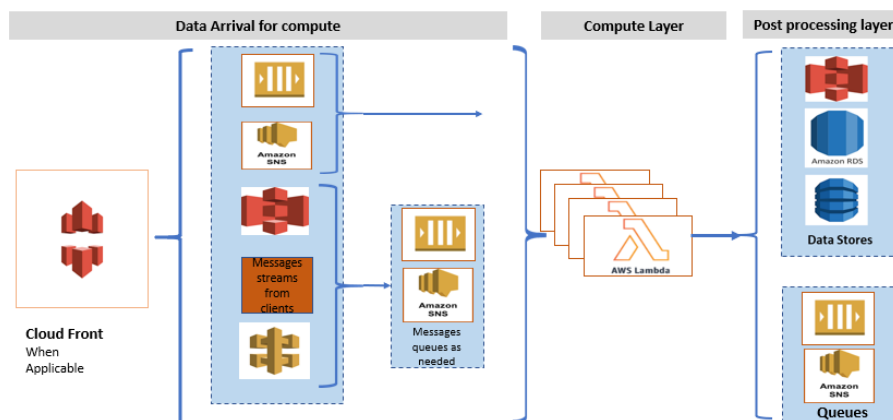 Data Arrival for compute
Compute Layer
Post processing layer
Amazon
SNS
Messages
streams from
clients
Cloud Front
When
Applicable
Amazon
SNS
Messages
queues as
needed
AWS Lambda
Amazon RDS
Data Stores
Amazon
SNS
Queues